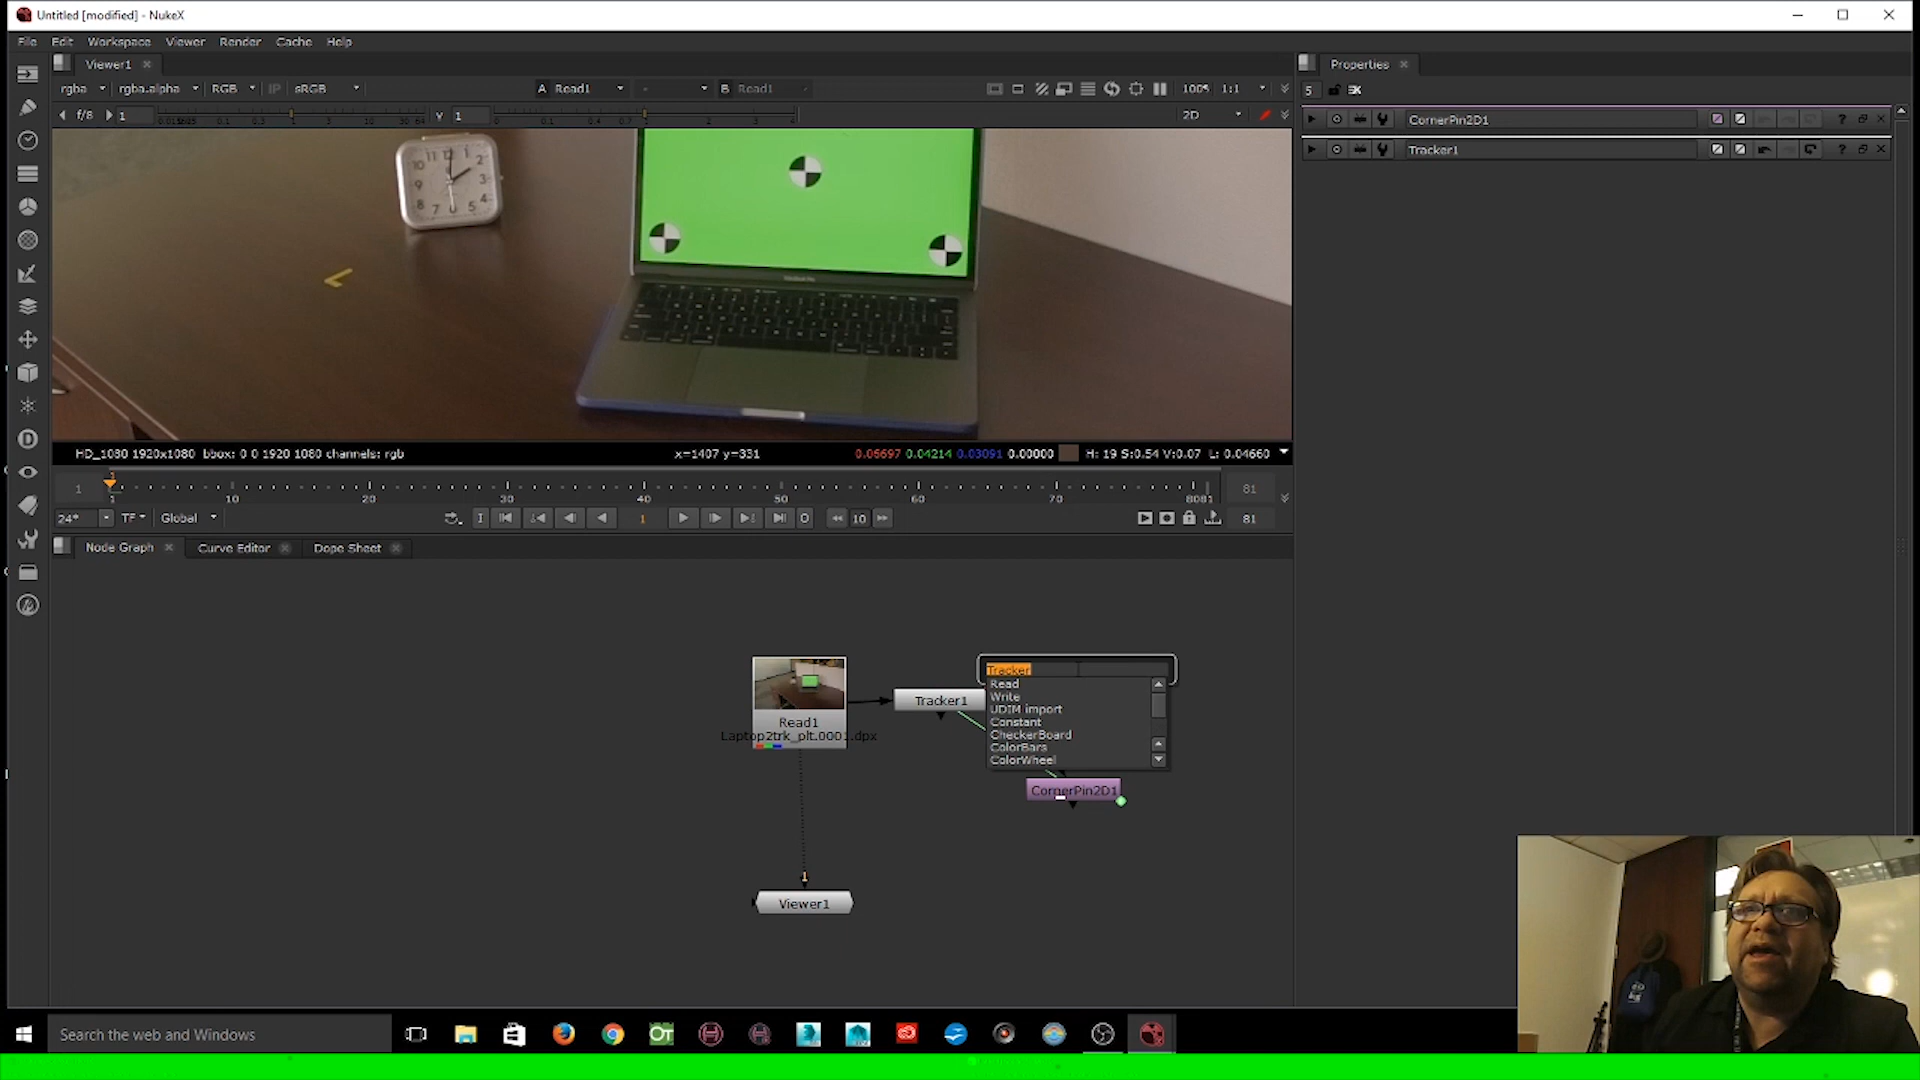 Untitled [modified] - NukeX
File Edit Workspace Viewer Render Cache Help
Viewer1
Properties
rgba rgba.alpha RGB IP sRGB A Read1 - B Read1 100% 1:1
5
f/8 1 Y 1 2D
CornerPin2D1 ?
Tracker1 ?
HD_1080 1920x1080 bbox: 0 0 1920 1080 channels: rgb x=1407 y=331 0.05697 0.04214 0.03091 0.00000 H: 19 S:0.54 V:0.07 L: 0.04660
1 1 10 20 30 40 50 60 70 8081 81
24* TF Global I 1 O 10 81
Node Graph Curve Editor Dope Sheet
Tracker
Read
Write
UDIM import
Constant
CheckerBoard
ColorBars
ColorWheel
Tracker1
Read1
Laptop2trk_plt.0001.dpx
CornerPin2D1
1
Viewer1
Search the web and Windows